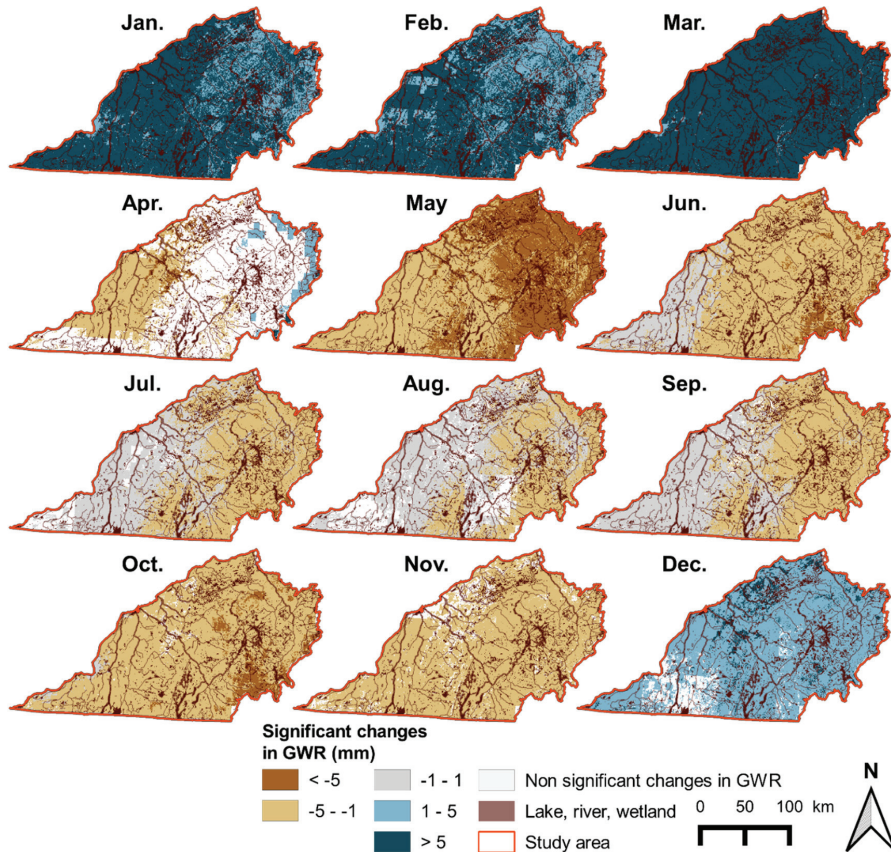 Jan.
Feb.
Mar.
Apr.
May
Jun.
Jul.
Aug.
Sep.
Oct.
Nov.
Dec.
Significant changes
in GWR (mm)
< -5
-1 - 1
Non significant changes in GWR
-5 - -1
1 - 5
Lake, river, wetland
> 5
Study area
0 50 100 km
N